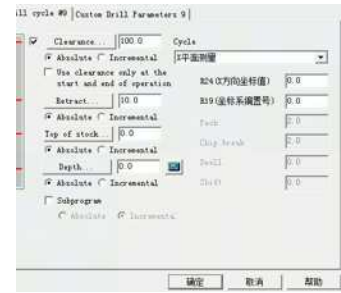 ill cycle #9 Custom Drill Parameters 9
Clearance... 100.0 Cycle
Absolute Incremental Z平面测量
Use clearance only at the
start and end of operation R24(X方向坐标值) 0.0
Retract... 10.0 R19(坐标系编置号) 0.0
Absolute Incremental Peck 2.0
Top of stock... 0.0 Chip break 2.0
Absolute Incremental
Depth... 0.0 Dwell 0.0
Absolute Incremental Shift 0.0
Subprogram
Absolute Incremental
确定 取消 帮助